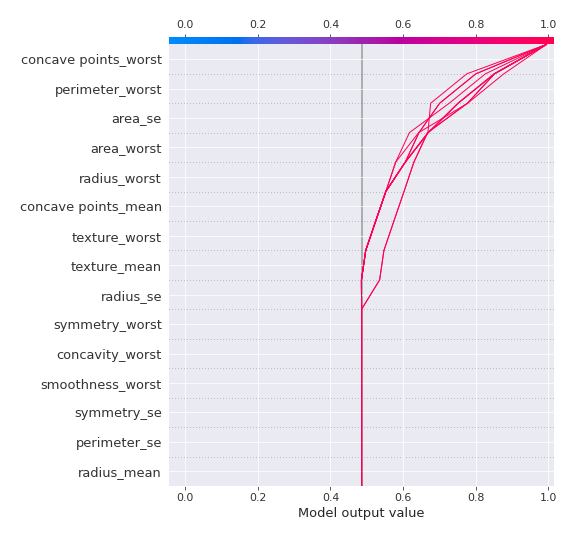 0.0 0.2 0.4 0.6 0.8 1.0
concave points_worst
perimeter_worst
area_se
area_worst
radius_worst
concave points_mean
texture_worst
texture_mean
radius_se
symmetry_worst
concavity_worst
smoothness_worst
symmetry_se
perimeter_se
radius_mean
0.0 0.2 0.4 0.6 0.8 1.0
Model output value